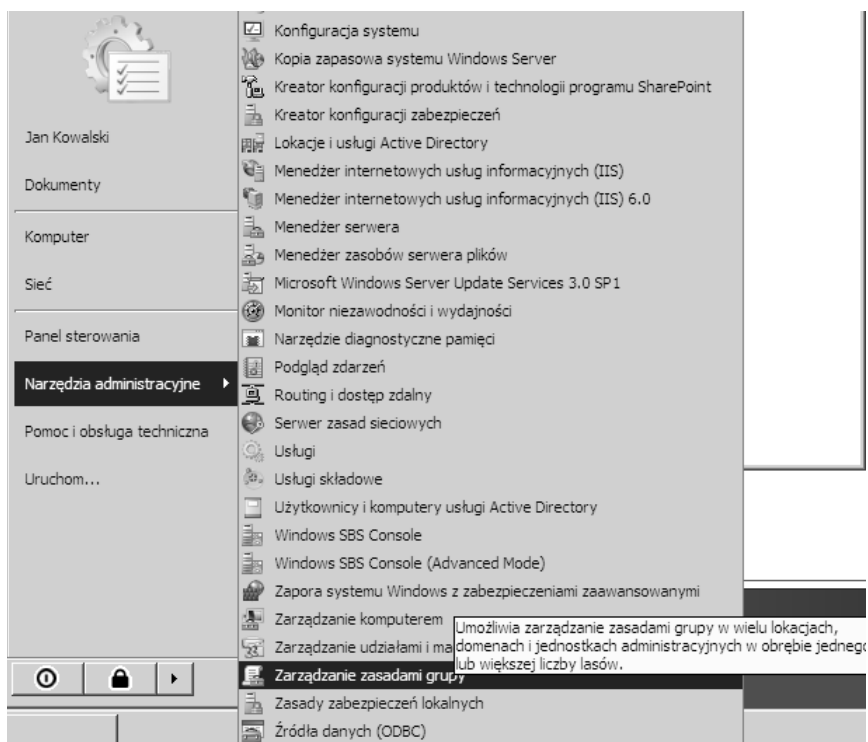 Jan Kowalski
Dokumenty
Komputer
Sieć
Panel sterowania
Narzędzia administracyjne
Pomoc i obsługa techniczna
Uruchom...
Konfiguracja systemu
Kopia zapasowa systemu Windows Server
Kreator konfiguracji produktów i technologii programu SharePoint
Kreator konfiguracji zabezpieczeń
Lokacje i usługi Active Directory
Menedżer internetowych usług informacyjnych (IIS)
Menedżer internetowych usług informacyjnych (IIS) 6.0
Menedżer serwera
Menedżer zasobów serwera plików
Microsoft Windows Server Update Services 3.0 SP1
Monitor niezawodności i wydajności
Narzędzie diagnostyczne pamięci
Podgląd zdarzeń
Routing i dostęp zdalny
Serwer zasad sieciowych
Usługi
Usługi składowe
Użytkownicy i komputery usługi Active Directory
Windows SBS Console
Windows SBS Console (Advanced Mode)
Zapora systemu Windows z zabezpieczeniami zaawansowanymi
Zarządzanie komputerem
Zarządzanie udziałami i ma
Zarządzanie zasadami grupy
Zasady zabezpieczeń lokalnych
Źródła danych (ODBC)
Umożliwia zarządzanie zasadami grupy w wielu lokacjach,
domenach i jednostkach administracyjnych w obrębie jednego
lub większej liczby lasów.